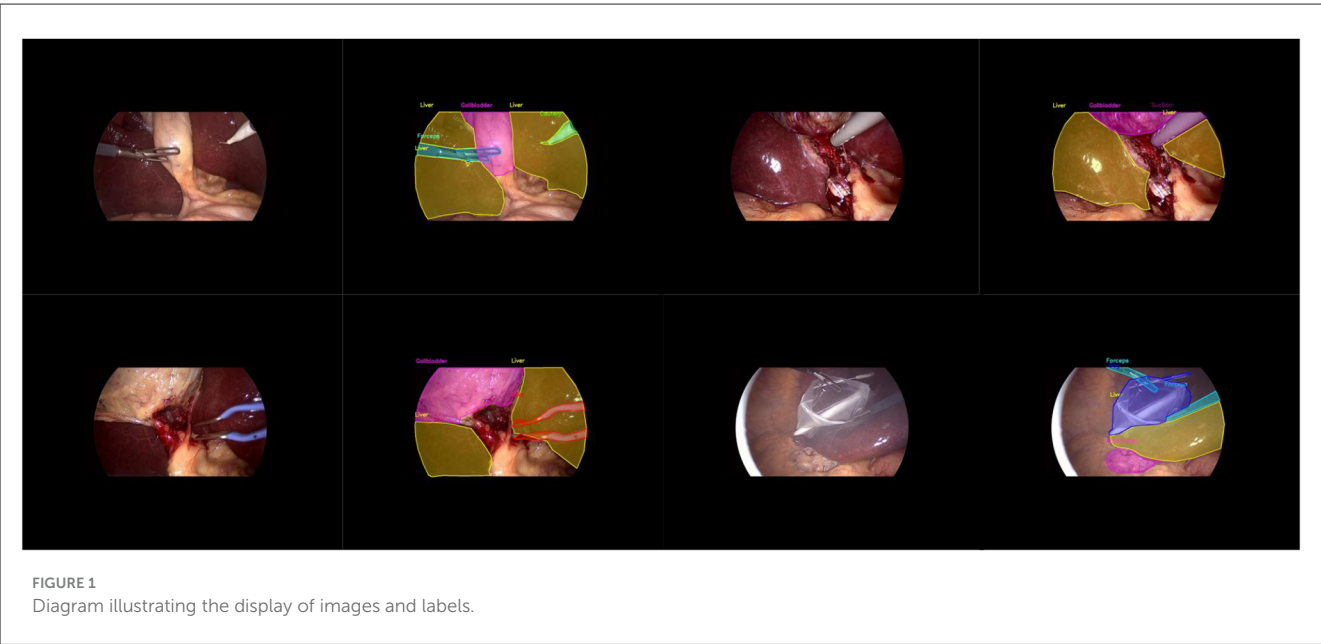 Liver Gallbladder Liver
Forceps
Liver
Liver Gallbladder Suction
Liver
Gallbladder Liver
Liver
Forceps
FIGURE 1
Diagram illustrating the display of images and labels.